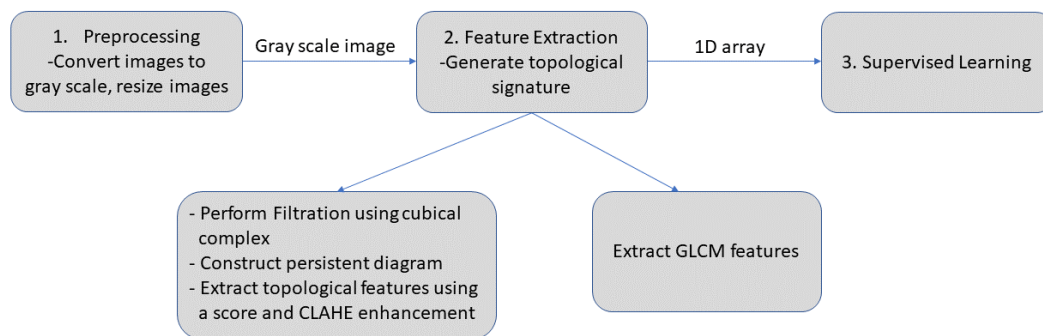 1. Preprocessing
-Convert images to
gray scale, resize images
Gray scale image
2. Feature Extraction
-Generate topological
signature
1D array
3. Supervised Learning
- Perform Filtration using cubical
complex
- Construct persistent diagram
- Extract topological features using
a score and CLAHE enhancement
Extract GLCM features